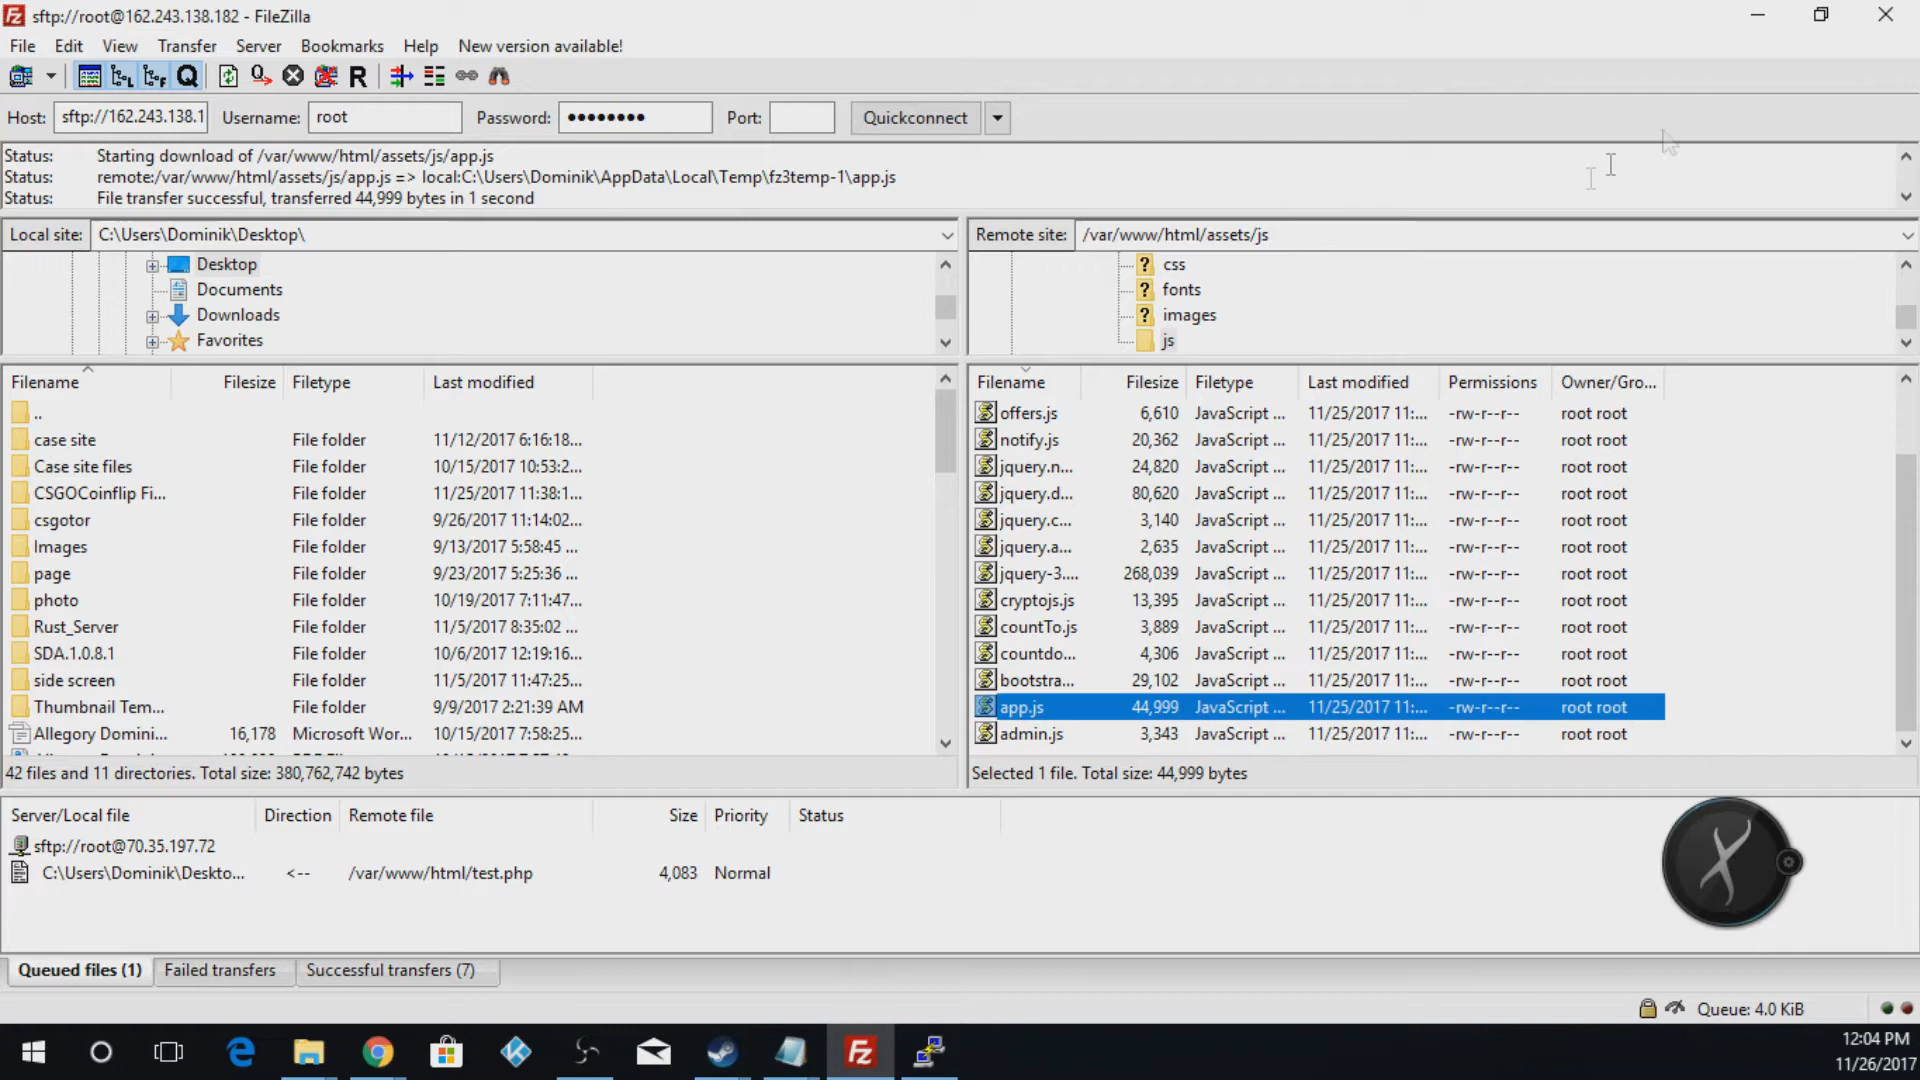 sftp://root@162.243.138.182 - FileZilla
File Edit View Transfer Server Bookmarks Help New version available!
Host: sftp://162.243.138.1 Username: root Password: ●●●●●●●● Port: Quickconnect
Status: Starting download of /var/www/html/assets/js/app.js
Status: remote:/var/www/html/assets/js/app.js => local:C:\Users\Dominik\AppData\Local\Temp\fz3temp-1\app.js
Status: File transfer successful, transferred 44,999 bytes in 1 second
Local site: C:\Users\Dominik\Desktop\
Desktop
Documents
Downloads
Favorites
Remote site: /var/www/html/assets/js
css
fonts
images
js
Filename Filesize Filetype Last modified
..
case site File folder 11/12/2017 6:16:18...
Case site files File folder 10/15/2017 10:53:2...
CSGOCoinflip Fi... File folder 11/25/2017 11:38:1...
csgotor File folder 9/26/2017 11:14:02...
Images File folder 9/13/2017 5:58:45 ...
page File folder 9/23/2017 5:25:36 ...
photo File folder 10/19/2017 7:11:47...
Rust_Server File folder 11/5/2017 8:35:02 ...
SDA.1.0.8.1 File folder 10/6/2017 12:19:16...
side screen File folder 11/5/2017 11:47:25...
Thumbnail Tem... File folder 9/9/2017 2:21:39 AM
Allegory Domini... 16,178 Microsoft Wor... 10/15/2017 7:58:25...
42 files and 11 directories. Total size: 380,762,742 bytes
Filename Filesize Filetype Last modified Permissions Owner/Gro...
offers.js 6,610 JavaScript ... 11/25/2017 11:... -rw-r--r-- root root
notify.js 20,362 JavaScript ... 11/25/2017 11:... -rw-r--r-- root root
jquery.n... 24,820 JavaScript ... 11/25/2017 11:... -rw-r--r-- root root
jquery.d... 80,620 JavaScript ... 11/25/2017 11:... -rw-r--r-- root root
jquery.c... 3,140 JavaScript ... 11/25/2017 11:... -rw-r--r-- root root
jquery.a... 2,635 JavaScript ... 11/25/2017 11:... -rw-r--r-- root root
jquery-3.... 268,039 JavaScript ... 11/25/2017 11:... -rw-r--r-- root root
cryptojs.js 13,395 JavaScript ... 11/25/2017 11:... -rw-r--r-- root root
countTo.js 3,889 JavaScript ... 11/25/2017 11:... -rw-r--r-- root root
countdo... 4,306 JavaScript ... 11/25/2017 11:... -rw-r--r-- root root
bootstra... 29,102 JavaScript ... 11/25/2017 11:... -rw-r--r-- root root
app.js 44,999 JavaScript ... 11/25/2017 11:... -rw-r--r-- root root
admin.js 3,343 JavaScript ... 11/25/2017 11:... -rw-r--r-- root root
Selected 1 file. Total size: 44,999 bytes
Server/Local file Direction Remote file Size Priority Status
sftp://root@70.35.197.72
C:\Users\Dominik\Deskto... <-- /var/www/html/test.php 4,083 Normal
Queued files (1) Failed transfers Successful transfers (7)
Queue: 4.0 KiB
12:04 PM
11/26/2017